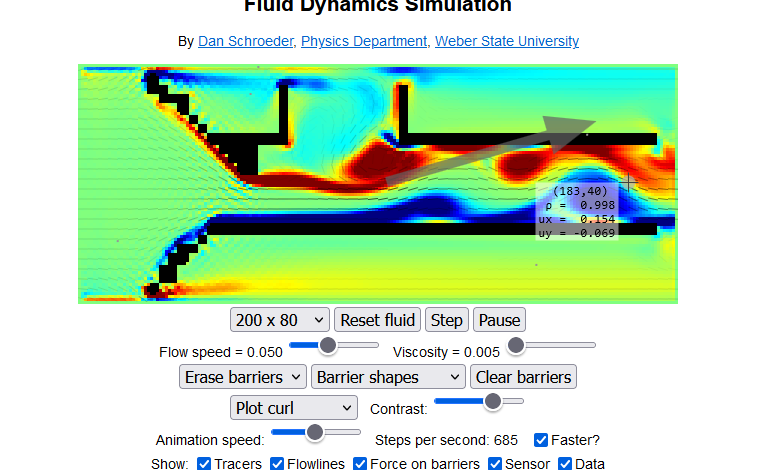 Fluid Dynamics Simulation
By Dan Schroeder, Physics Department, Weber State University
(183,40)
ρ = 0.998
ux = 0.154
uy = -0.069
200 x 80 Reset fluid Step Pause
Flow speed = 0.050 Viscosity = 0.005
Erase barriers Barrier shapes Clear barriers
Plot curl Contrast:
Animation speed: Steps per second: 685 Faster?
Show: Tracers Flowlines Force on barriers Sensor Data